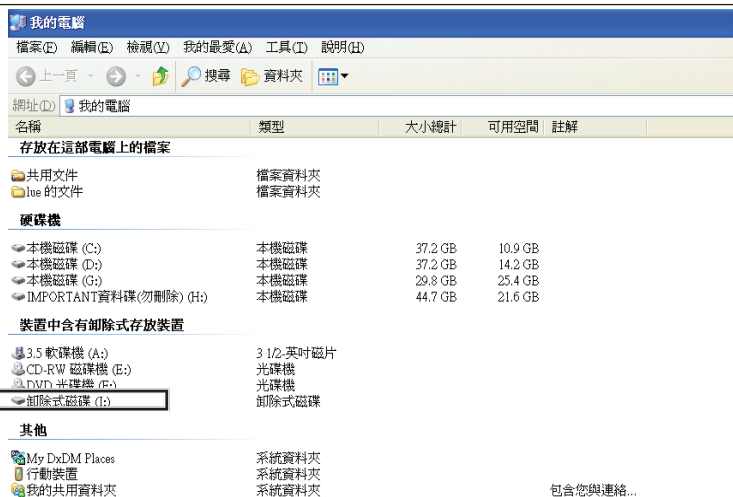 我的電腦
檔案(F) 編輯(E) 檢視(V) 我的最愛(A) 工具(T) 說明(H)
上一頁 搜尋 資料夾
網址(D) 我的電腦
名稱 類型 大小總計 可用空間 註解
存放在這部電腦上的檔案
共用文件 檔案資料夾
lue 的文件 檔案資料夾
硬碟機
本機磁碟 (C:) 本機磁碟 37.2 GB 10.9 GB
本機磁碟 (D:) 本機磁碟 37.2 GB 14.2 GB
本機磁碟 (G:) 本機磁碟 29.8 GB 25.4 GB
IMPORTANT資料碟(勿刪除) (H:) 本機磁碟 44.7 GB 21.6 GB
裝置中含有卸除式存放裝置
3.5 軟碟機 (A:) 3 1/2-英吋磁片
CD-RW 磁碟機 (E:) 光碟機
DVD 光碟機 (F:) 光碟機
卸除式磁碟 (I:) 卸除式磁碟
其他
My DxDM Places 系統資料夾
行動裝置 系統資料夾
我的共用資料夾 系統資料夾 包含您與連絡...